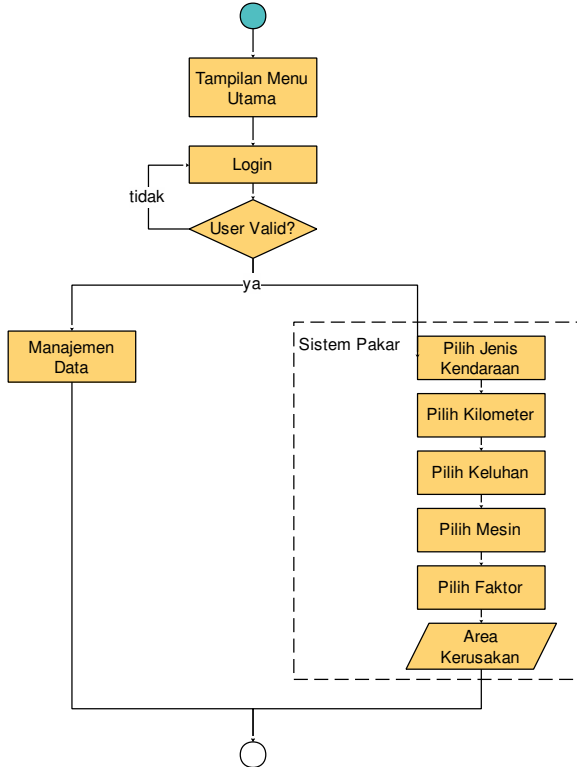 Tampilan Menu
Utama
Login
tidak
User Valid?
ya
Manajemen
Data
Sistem Pakar
Pilih Jenis
Kendaraan
Pilih Kilometer
Pilih Keluhan
Pilih Mesin
Pilih Faktor
Area
Kerusakan